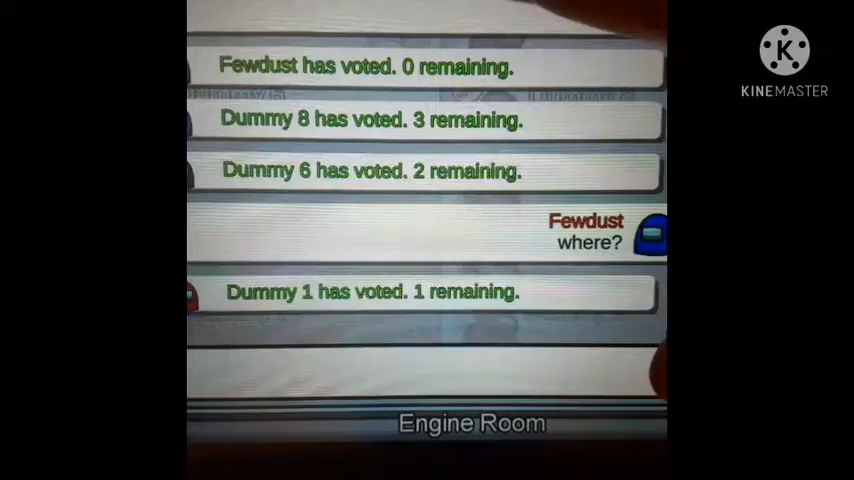 Fewdust has voted. 0 remaining.
Dummy 8 has voted. 3 remaining.
Dummy 6 has voted. 2 remaining.
Fewdust
where?
Dummy 1 has voted. 1 remaining.
Engine Room
KINEMASTER